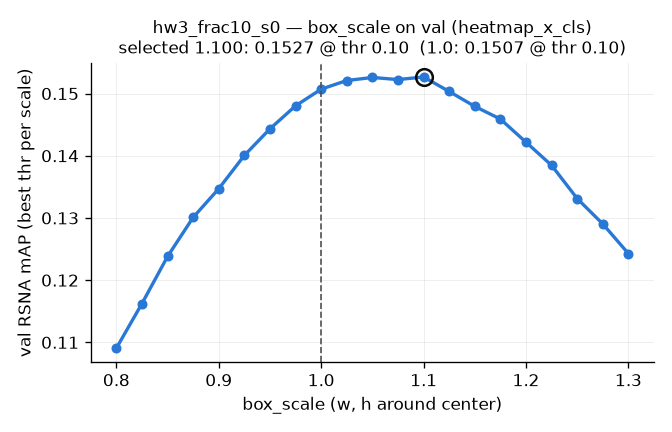 hw3_frac10_s0 — box_scale on val (heatmap_x_cls)
selected 1.100: 0.1527 @ thr 0.10  (1.0: 0.1507 @ thr 0.10)
val RSNA mAP (best thr per scale)
0.15
0.14
0.13
0.12
0.11
0.8 0.9 1.0 1.1 1.2 1.3
box_scale (w, h around center)